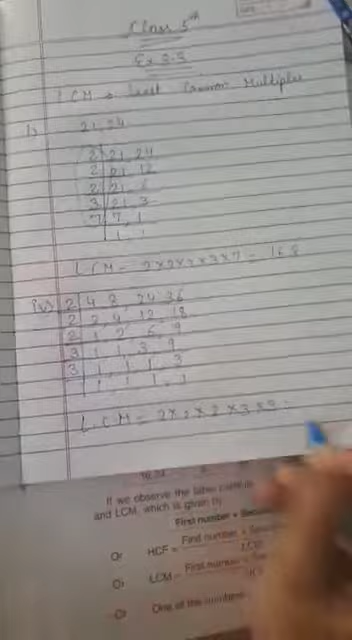 Class 5th
Ex 3.3
LCM → Least Common Multiples
21, 24
2 21, 24
2 21, 12
2 21, 6
3 21, 3
7 7, 1
1, 1
LCM = 2×2×2×3×7 = 168
(iv) 2 4 8, 24 36
2 2, 4, 12, 18
2 1, 2, 6, 9
3 1, 1, 3, 9
3 1, 1, 1, 3
1 1 1, 1
L.C.M = 2×2×2×3×3
If we observe the
and LCM, which is given
First number ×
Or HCF = First number ×
LCM
Or LCM = First number ×
Or One of the numbers